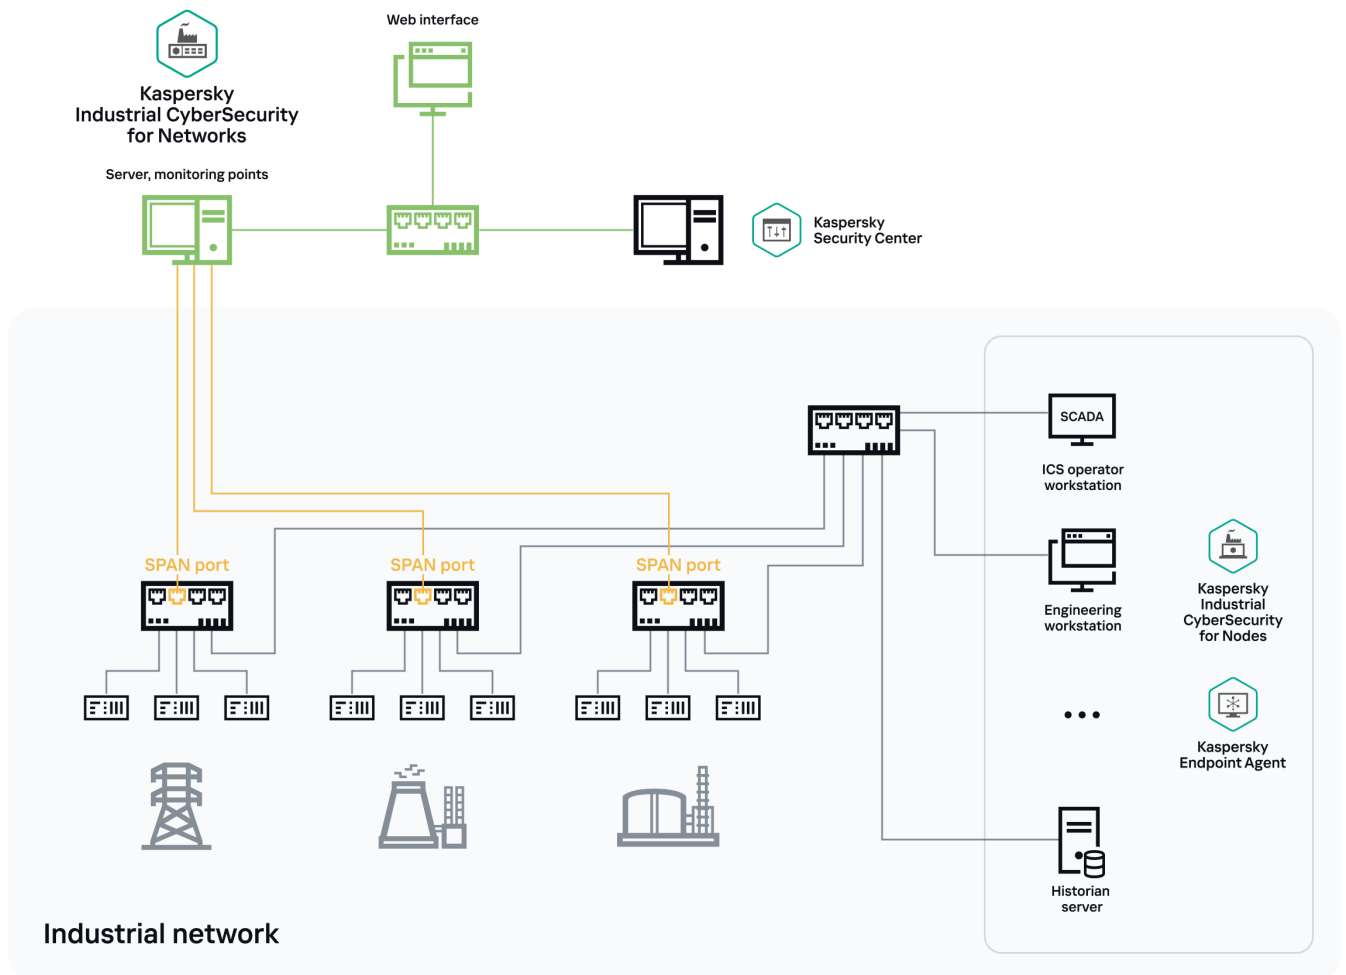 Web interface
Kaspersky
Industrial CyberSecurity
for Networks
Server, monitoring points
Kaspersky
Security Center
SCADA
ICS operator
workstation
SPAN port
SPAN port
SPAN port
Engineering
workstation
Kaspersky
Industrial
CyberSecurity
for Nodes
Kaspersky
Endpoint Agent
Historian
server
Industrial network